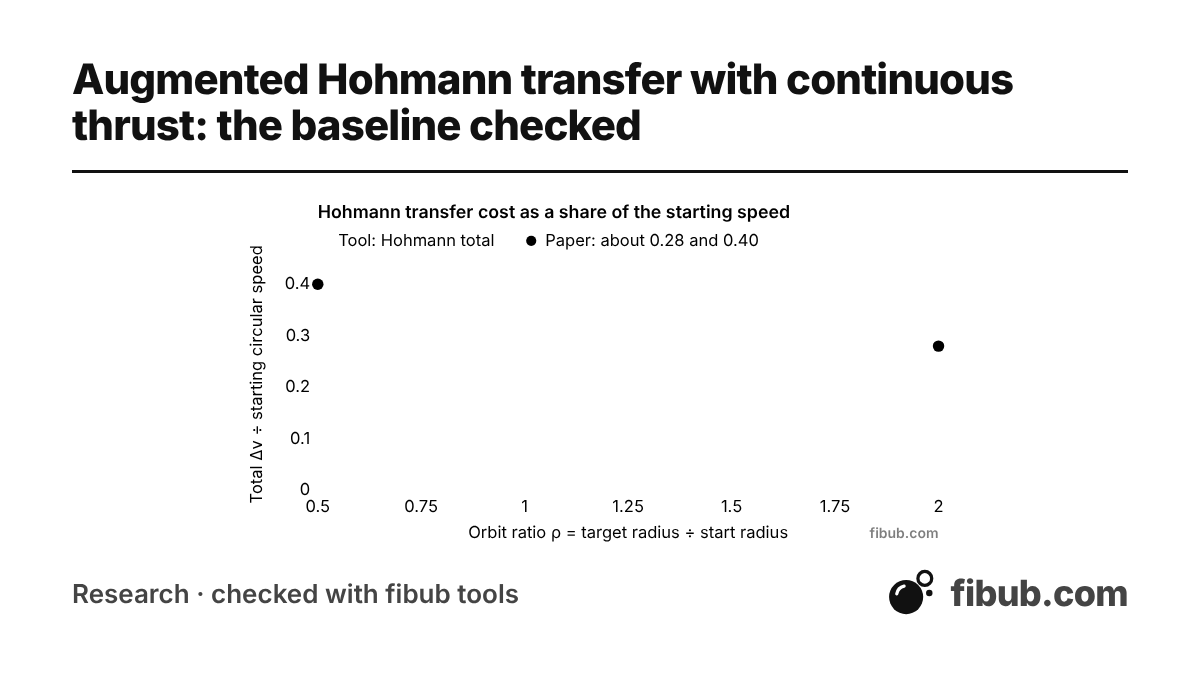 Augmented Hohmann transfer with continuous
thrust: the baseline checked
Hohmann transfer cost as a share of the starting speed
Tool: Hohmann total
Paper: about 0.28 and 0.40
Total Δv ÷ starting circular speed
0.4
0.3
0.2
0.1
0
0.5 0.75 1 1.25 1.5 1.75 2
Orbit ratio ρ = target radius ÷ start radius
fibub.com
Research · checked with fibub tools
fibub.com